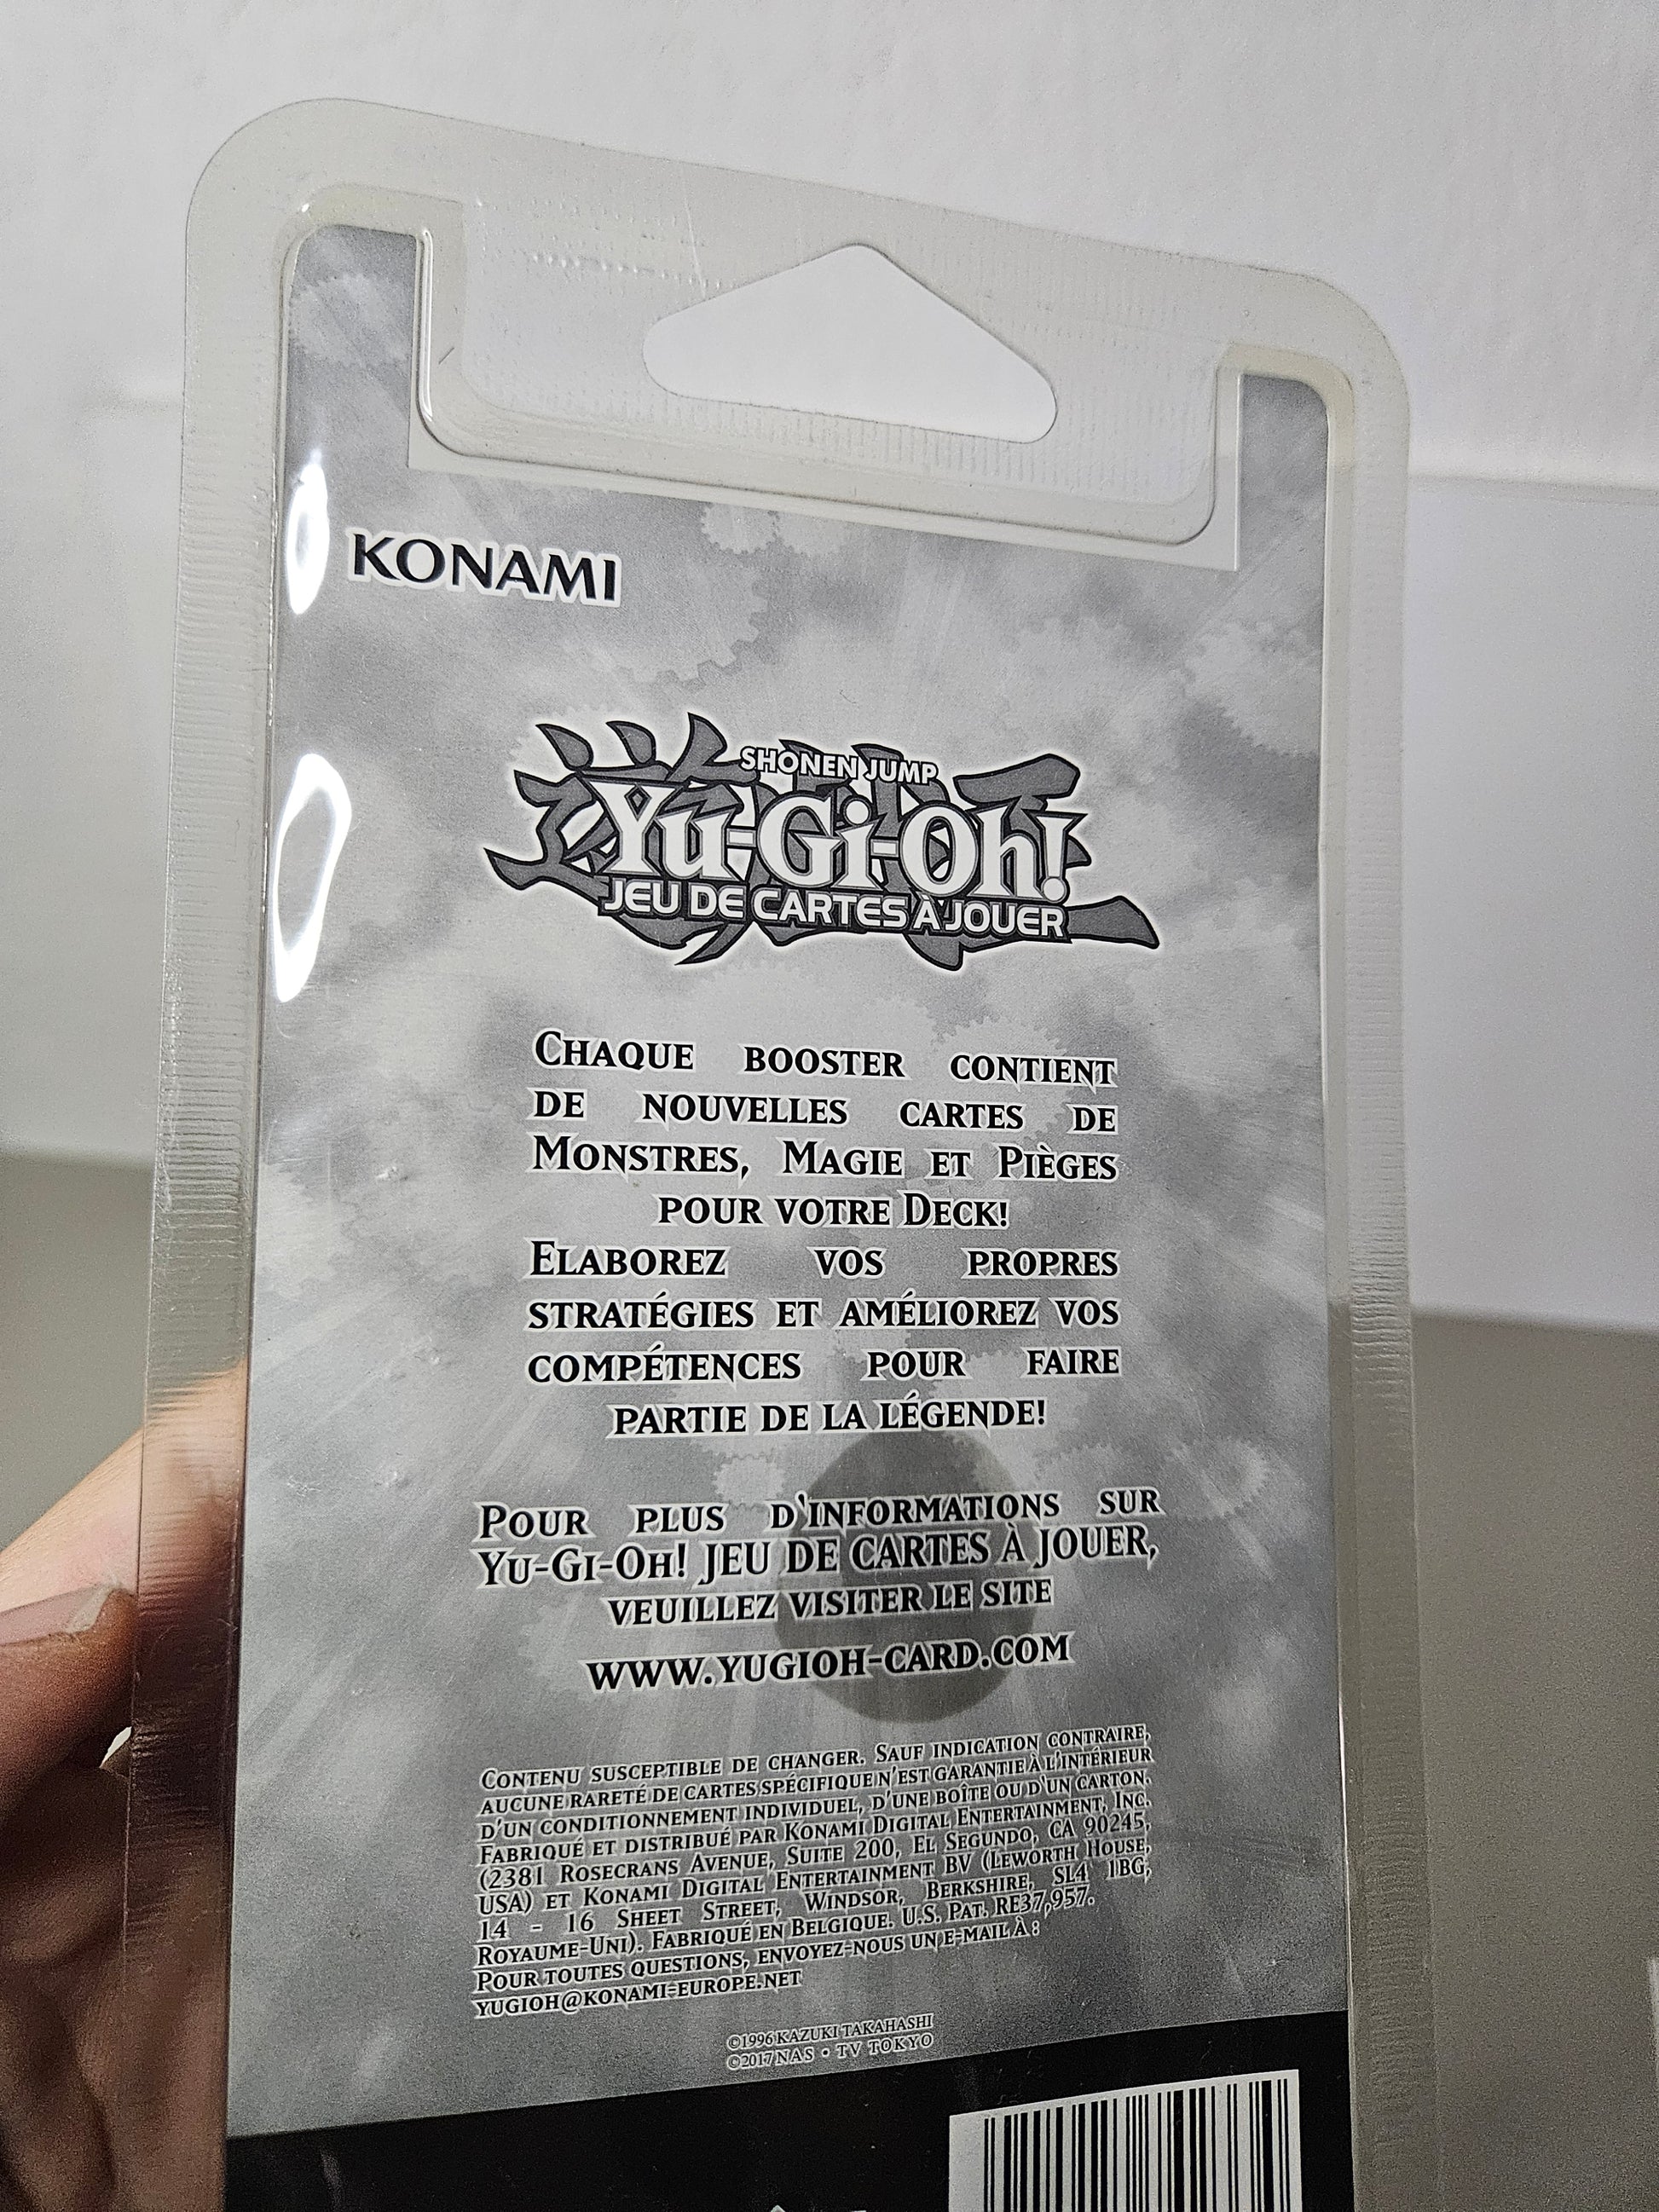 KONAMI
SHONEN JUMP
Yu-Gi-Oh!
JEU DE CARTES À JOUER
CHAQUE BOOSTER CONTIENT
DE NOUVELLES CARTES DE
MONSTRES, MAGIE ET PIÈGES
POUR VOTRE DECK!
ELABOREZ VOS PROPRES
STRATÉGIES ET AMÉLIOREZ VOS
COMPÉTENCES POUR FAIRE
PARTIE DE LA LÉGENDE!
POUR PLUS D'INFORMATIONS SUR
YU-GI-OH! JEU DE CARTES À JOUER,
VEUILLEZ VISITER LE SITE
WWW.YUGIOH-CARD.COM
CONTENU SUSCEPTIBLE DE CHANGER. SAUF INDICATION CONTRAIRE,
AUCUNE RARETÉ DE CARTES SPÉCIFIQUE N'EST GARANTIE À L'INTÉRIEUR
D'UN CONDITIONNEMENT INDIVIDUEL, D'UNE BOÎTE OU D'UN CARTON.
FABRIQUÉ ET DISTRIBUÉ PAR KONAMI DIGITAL ENTERTAINMENT, INC.
(2381 ROSECRANS AVENUE, SUITE 200, EL SEGUNDO, CA 90245,
USA) ET KONAMI DIGITAL ENTERTAINMENT BV (LEWORTH HOUSE,
14 - 16 SHEET STREET, WINDSOR, BERKSHIRE, SL4 1BG,
ROYAUME-UNI). FABRIQUÉ EN BELGIQUE. U.S. PAT. RE37,957.
POUR TOUTES QUESTIONS, ENVOYEZ-NOUS UN E-MAIL À :
YUGIOH@KONAMI-EUROPE.NET
©1996 KAZUKI TAKAHASHI
©2017 NAS • TV TOKYO